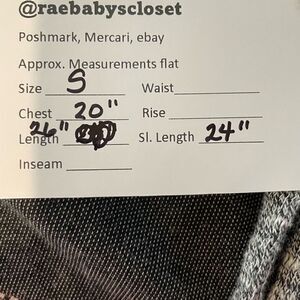 @raebabyscloset
Poshmark, Mercari, ebay
Approx. Measurements flat
Size S Waist
Chest 20" Rise
Length 26" Sl. Length 24"
Inseam